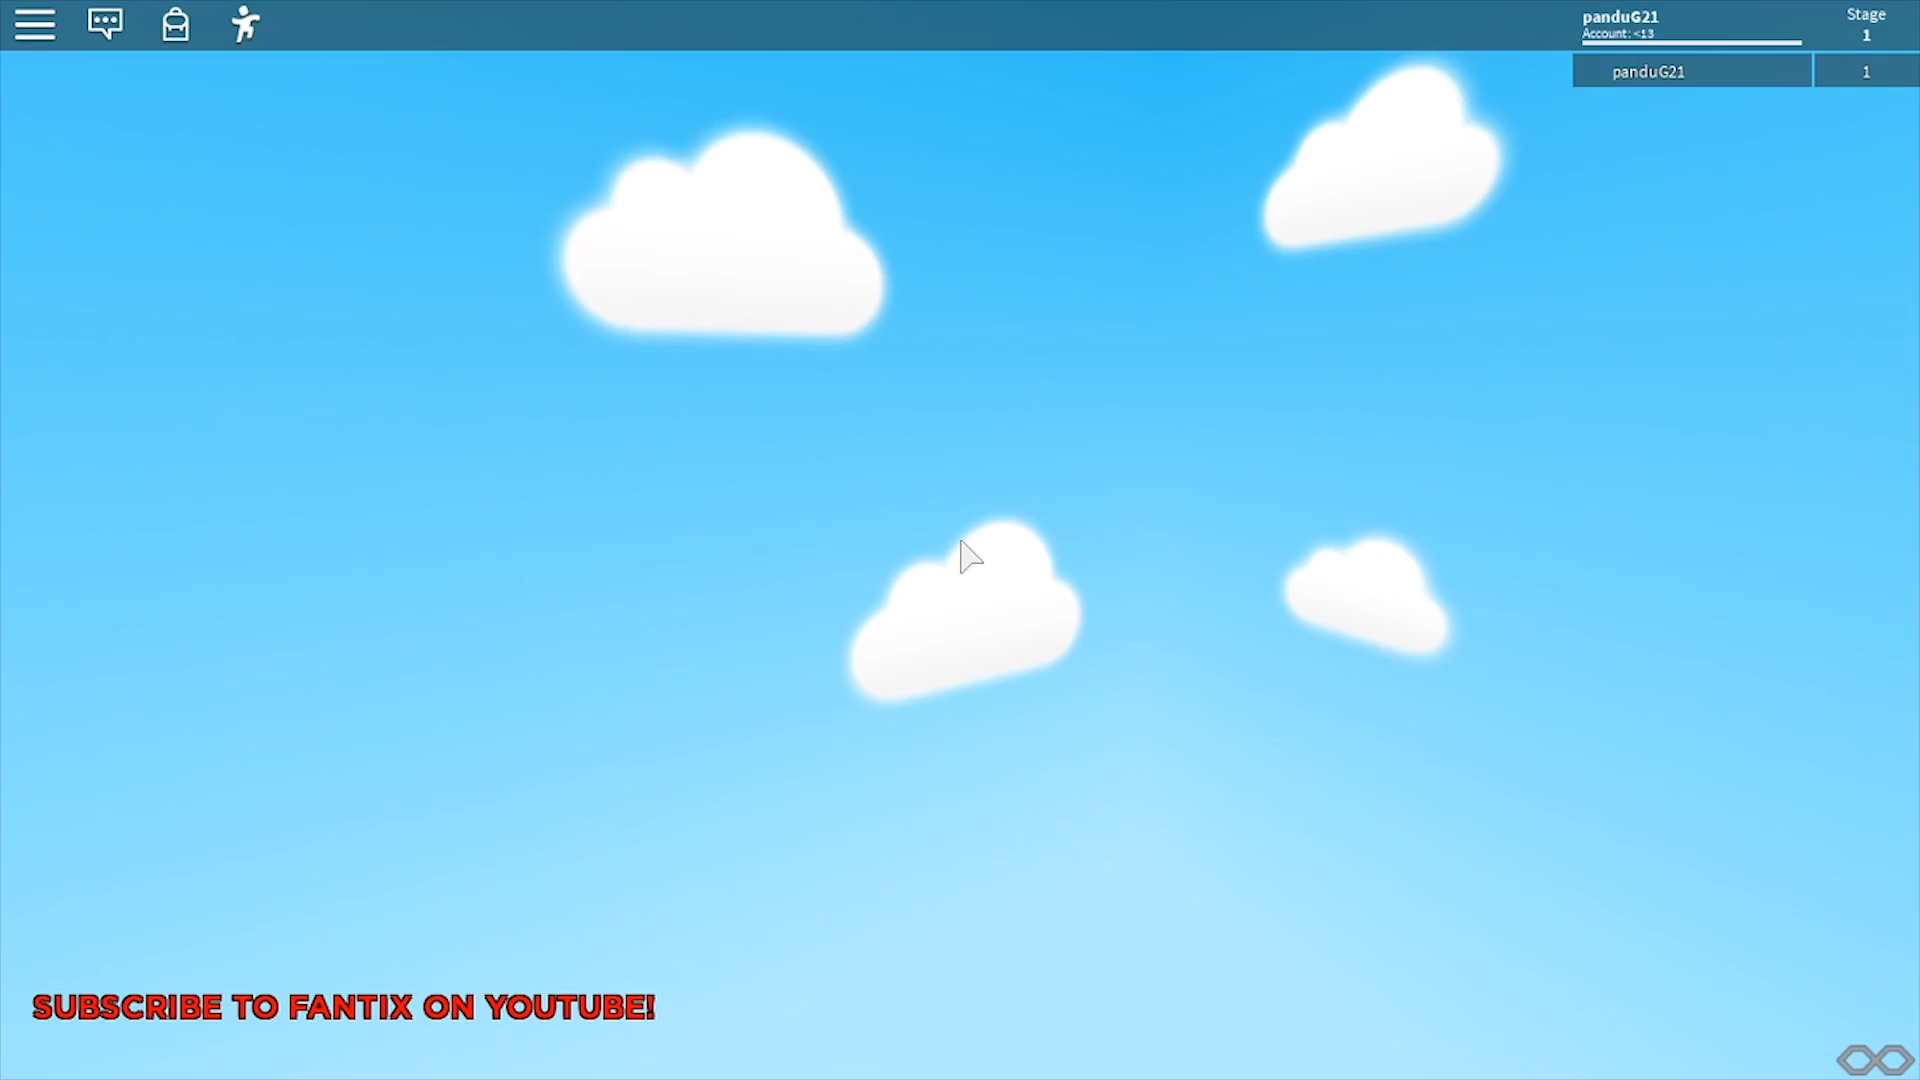 panduG21
Account: <13
Stage
1
panduG21
1
SUBSCRIBE TO FANTIX ON YOUTUBE!